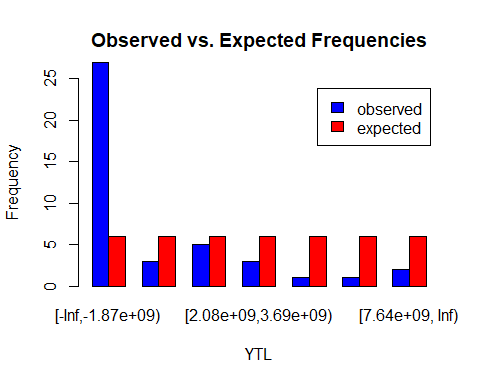 Observed vs. Expected Frequencies
observed
expected
Frequency
0
5
10
15
20
25
[-Inf,-1.87e+09)
[2.08e+09,3.69e+09)
[7.64e+09, Inf)
YTL